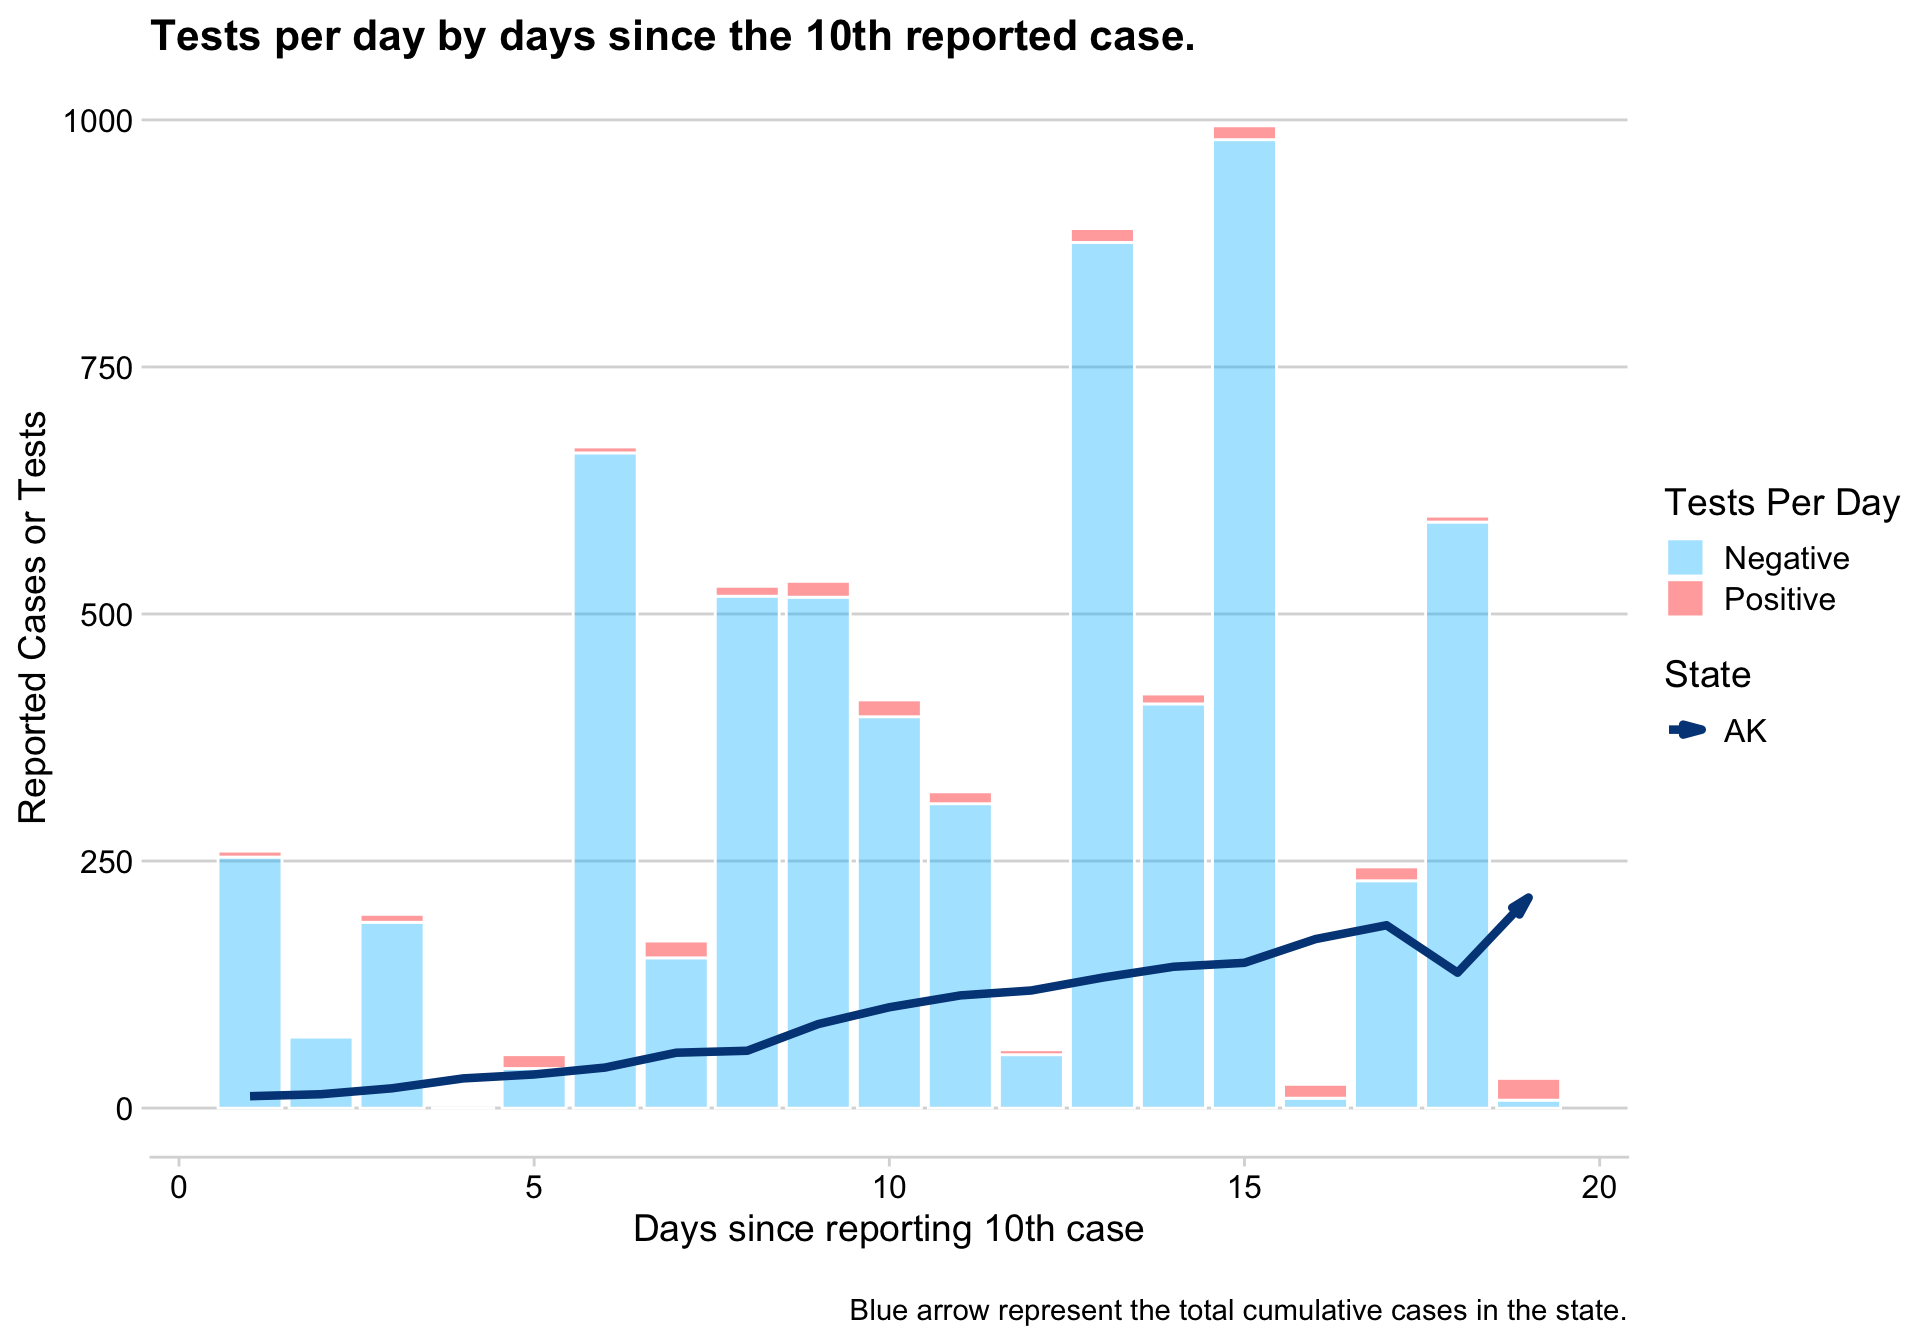 Tests per day by days since the 10th reported case.
1000
750
500
250
0
Reported Cases or Tests
0 5 10 15 20
Days since reporting 10th case
Tests Per Day
Negative
Positive
State
AK
Blue arrow represent the total cumulative cases in the state.